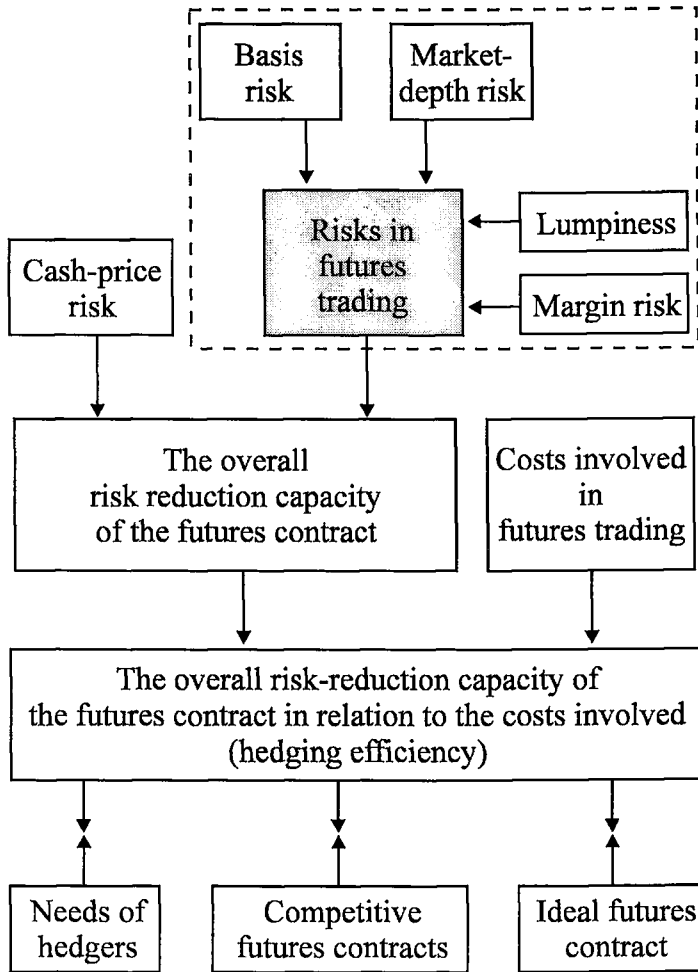 Basis
risk
Market-
depth risk
Risks in
futures
trading
Lumpiness
Margin risk
Cash-price
risk
The overall
risk reduction capacity
of the futures contract
Costs involved
in
futures trading
The overall risk-reduction capacity of
the futures contract in relation to the costs involved
(hedging efficiency)
Needs of
hedgers
Competitive
futures contracts
Ideal futures
contract